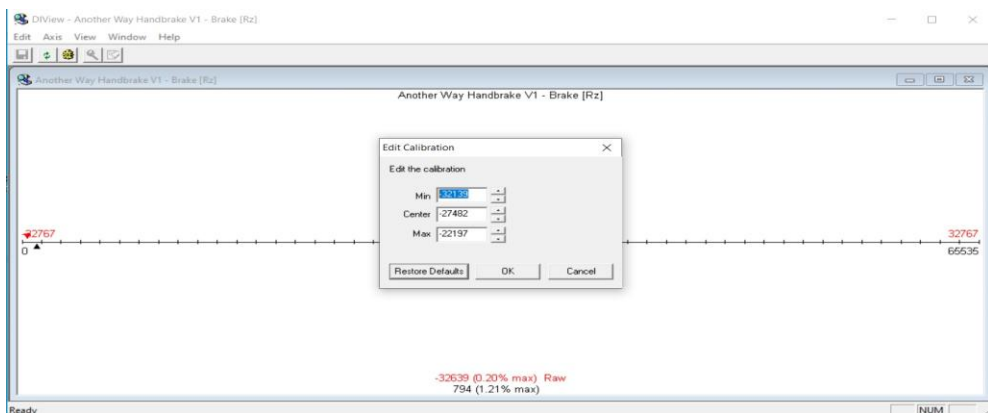 DIView - Another Way Handbrake V1 - Brake [Rz]
Edit Axis View Window Help
Another Way Handbrake V1 - Brake [Rz]
Another Way Handbrake V1 - Brake [Rz]
Edit Calibration
Edit the calibration
Min -32139
Center -27482
Max -22197
-32767
32767
0
65535
Restore Defaults OK Cancel
-32639 (0.20% max) Raw
794 (1.21% max)
Ready
NUM